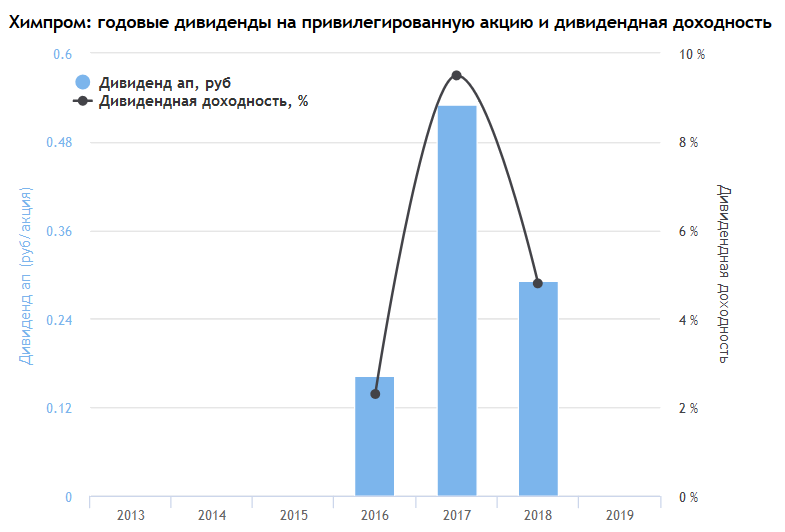 Химпром: годовые дивиденды на привилегированную акцию и дивидендная доходность
0.6
10 %
Дивиденд ап, руб
Дивидендная доходность, %
0.48
8 %
0.36
6 %
Дивиденд ап (руб/акция)
Дивидендная доходность
0.24
4 %
0.12
2 %
0
0 %
2013 2014 2015 2016 2017 2018 2019